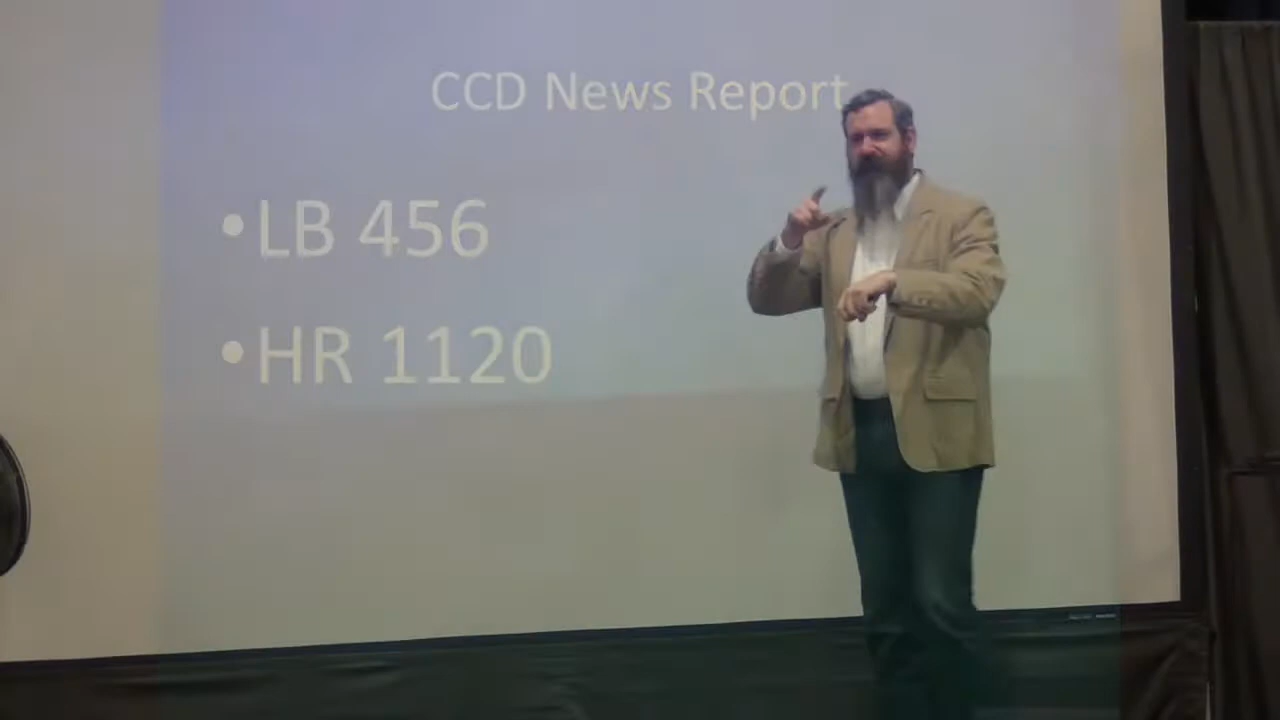 CCD News Report
• LB 456
• HR 1120